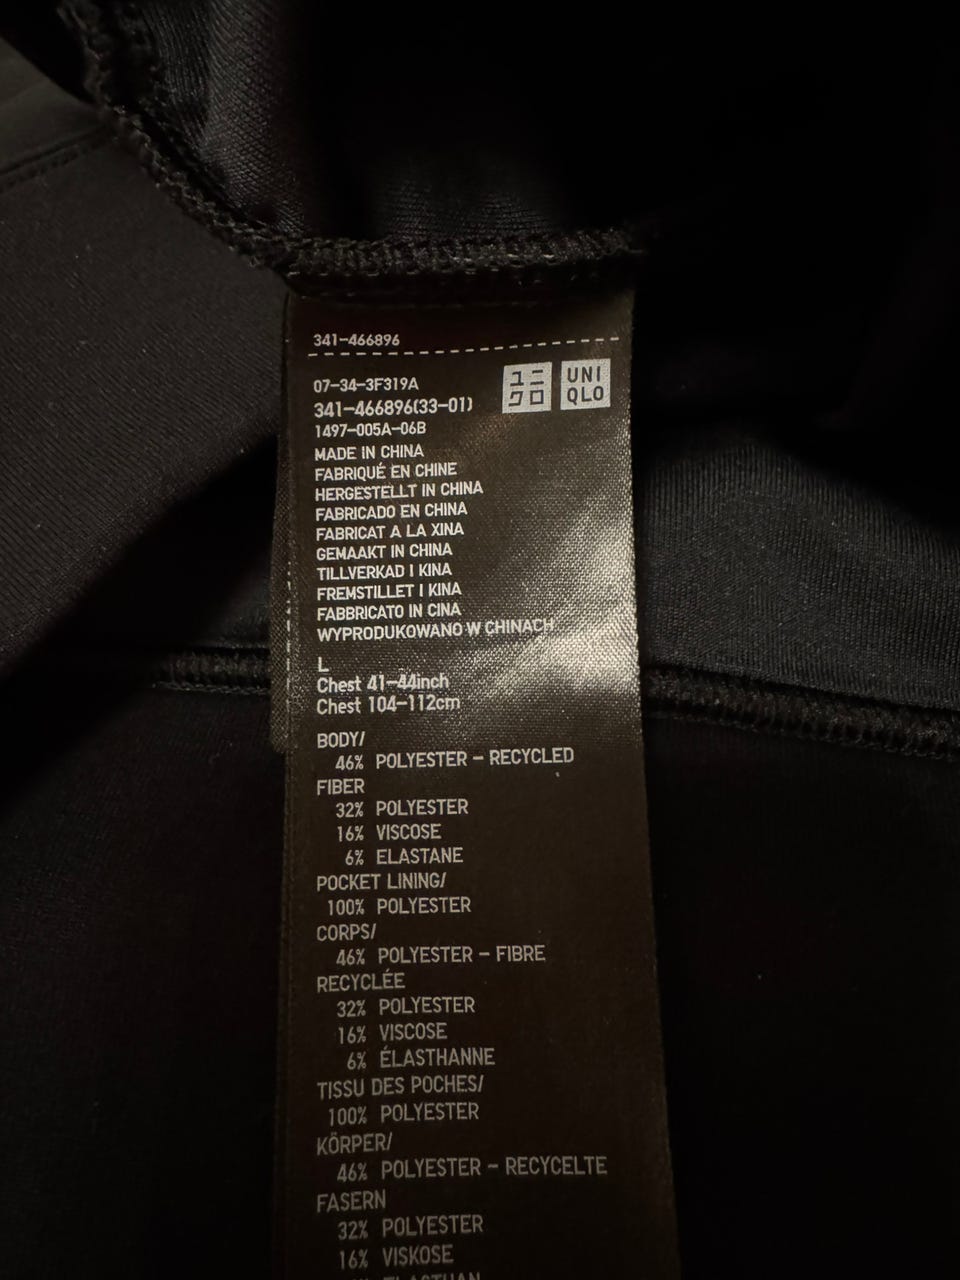 341-466896
07-34-3F319A
341-466896(33-01)
1497-005A-06B
ユニ
クロ
UNI
QLO
MADE IN CHINA
FABRIQUÉ EN CHINE
HERGESTELLT IN CHINA
FABRICADO EN CHINA
FABRICAT A LA XINA
GEMAAKT IN CHINA
TILLVERKAD I KINA
FREMSTILLET I KINA
FABBRICATO IN CINA
WYPRODUKOWANO W CHINACH
L
Chest 41-44inch
Chest 104-112cm
BODY/
46% POLYESTER - RECYCLED
FIBER
32% POLYESTER
16% VISCOSE
6% ELASTANE
POCKET LINING/
100% POLYESTER
CORPS/
46% POLYESTER - FIBRE
RECYCLÉE
32% POLYESTER
16% VISCOSE
6% ÉLASTHANNE
TISSU DES POCHES/
100% POLYESTER
KÖRPER/
46% POLYESTER - RECYCELTE
FASERN
32% POLYESTER
16% VISKOSE
ELASTHAN